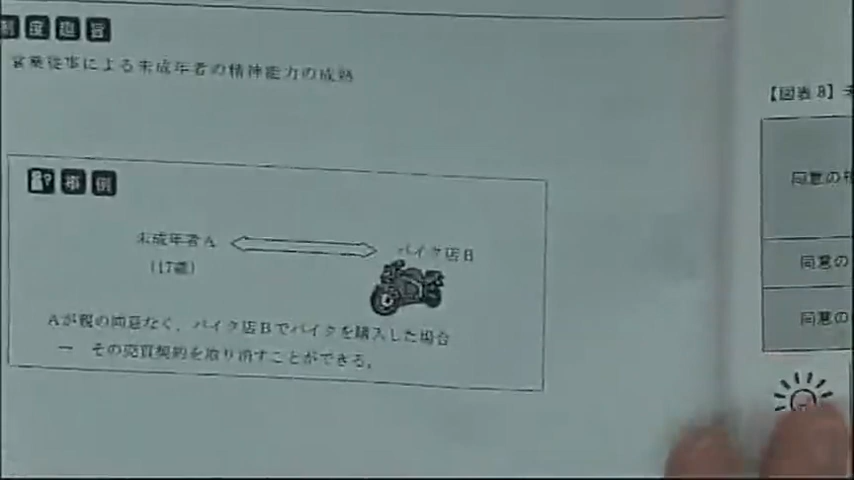 制度趣旨
営業従事による未成年者の精神能力の成熟
事例
未成年者A
バイク店B
(17歳)
Aが親の同意なく、バイク店Bでバイクを購入した場合
→ その売買契約を取り消すことができる。
【図表8】
同意の
同意の
同意の